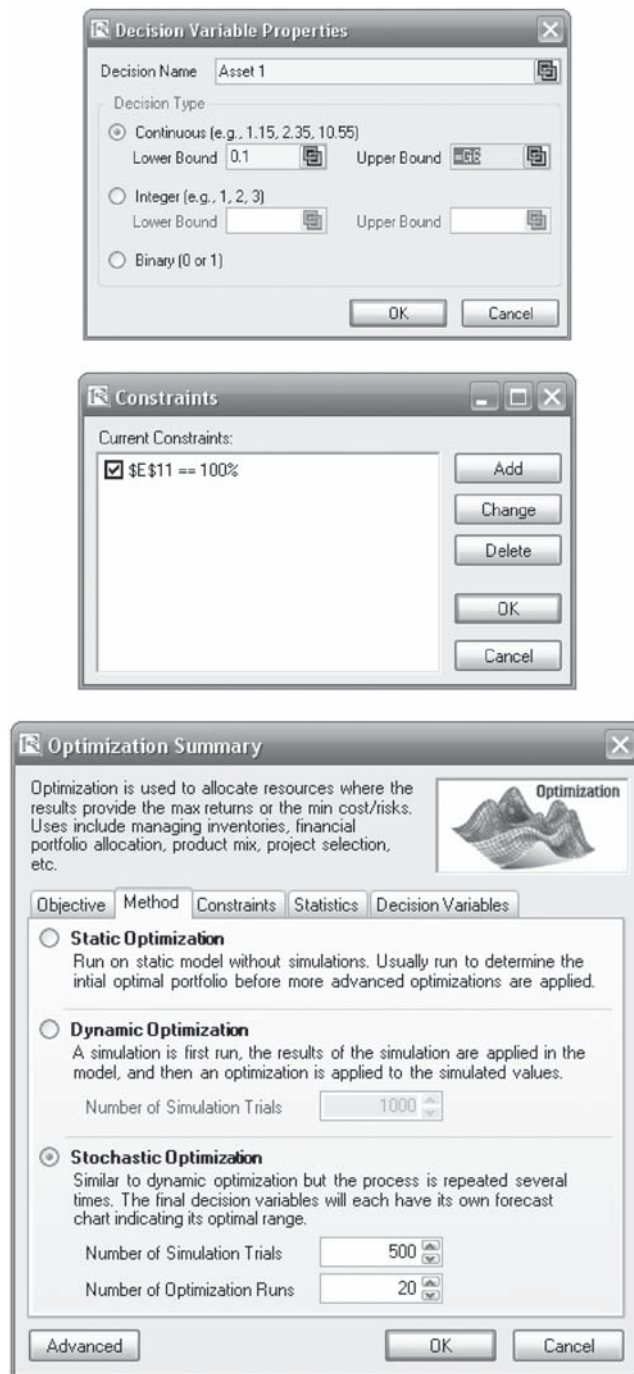 Decision Variable Properties
Decision Name Asset 1
Decision Type
Continuous (e.g., 1.15, 2.35, 10.55)
Lower Bound 0.1 Upper Bound
Integer (e.g., 1, 2, 3)
Lower Bound Upper Bound
Binary (0 or 1)
OK Cancel
Constraints
Current Constraints:
$E$11 == 100%
Add
Change
Delete
OK
Cancel
Optimization Summary
Optimization is used to allocate resources where the
results provide the max returns or the min cost/risks.
Uses include managing inventories, financial
portfolio allocation, product mix, project selection,
etc.
Optimization
Objective Method Constraints Statistics Decision Variables
Static Optimization
Run on static model without simulations. Usually run to determine the
intial optimal portfolio before more advanced optimizations are applied.
Dynamic Optimization
A simulation is first run, the results of the simulation are applied in the
model, and then an optimization is applied to the simulated values.
Number of Simulation Trials 1000
Stochastic Optimization
Similar to dynamic optimization but the process is repeated several
times. The final decision variables will each have its own forecast
chart indicating its optimal range.
Number of Simulation Trials 500
Number of Optimization Runs 20
Advanced OK Cancel